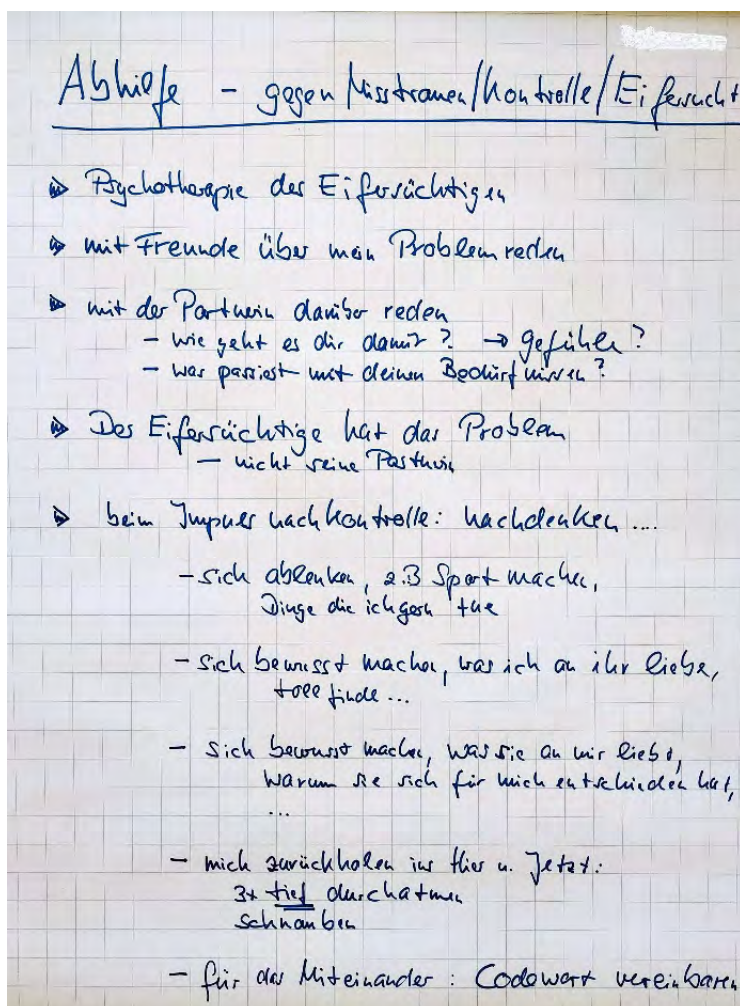 Abhilfe - gegen Misstrauen/Kontrolle/Eifersucht
Psychotherapie des Eifersüchtigen
mit Freunde über mein Problem reden
mit der Partnerin darüber reden
- wie geht es dir damit? → Gefühle?
- was passiert mit deinen Bedürfnissen?
Der Eifersüchtige hat das Problem
- nicht seine Partnerin
beim Impuls nach Kontrolle: nachdenken ....
- sich ablenken, z.B Sport machen,
Dinge die ich gern tue
- sich bewusst machen, was ich an ihr liebe,
toll finde ...
- sich bewusst machen, was sie an mir liebt,
warum sie sich für mich entschieden hat,
...
- mich zurückholen ins Hier u. Jetzt:
3x tief durchatmen
schnauben
- für das Miteinander: Codewort vereinbaren